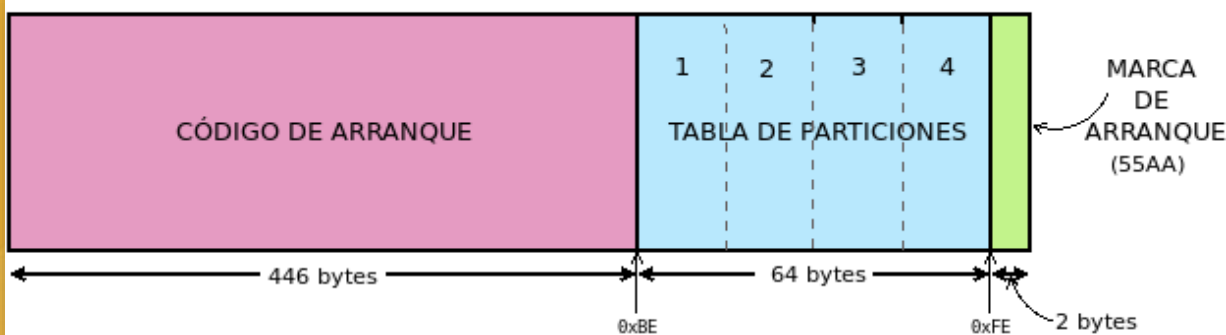 1 2 3 4
CÓDIGO DE ARRANQUE
TABLA DE PARTICIONES
MARCA
DE
ARRANQUE
(55AA)
446 bytes
64 bytes
2 bytes
0xBE
0xFE